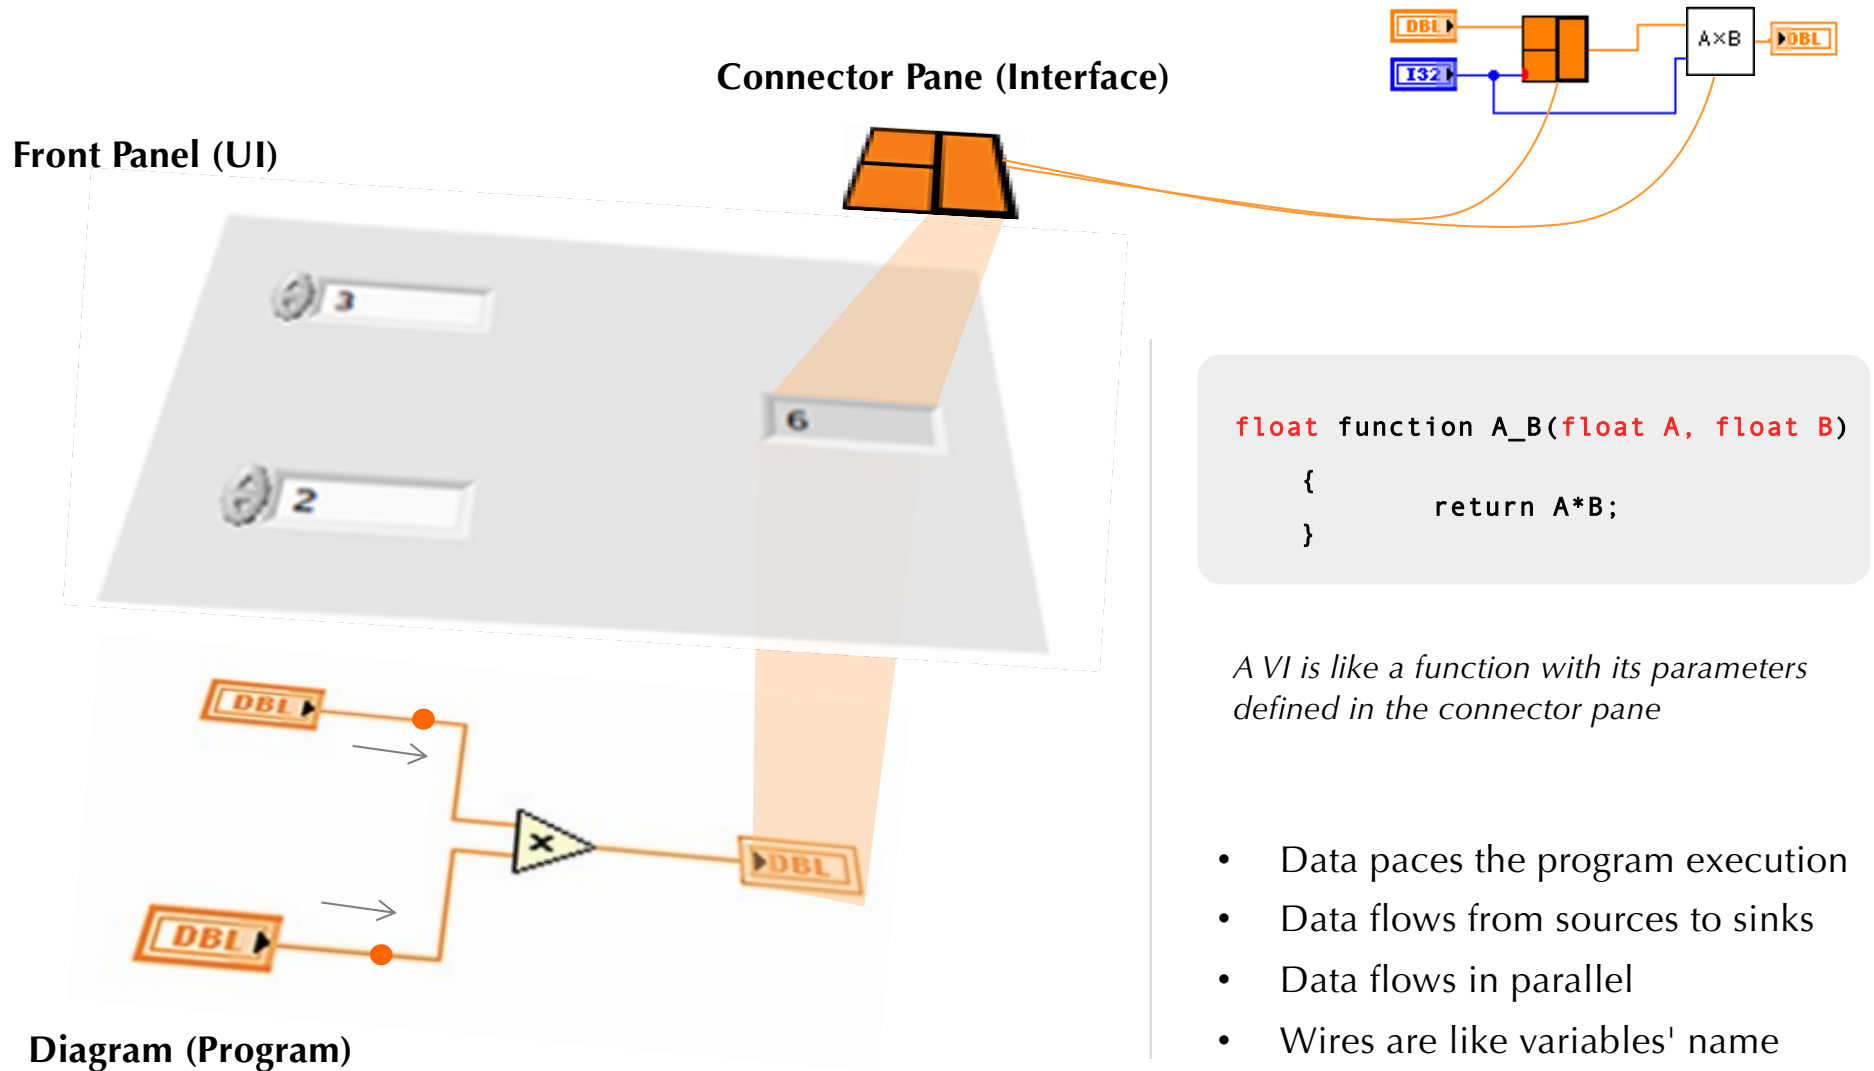 Connector Pane (Interface)
DBL
I32
A×B
DBL
Front Panel (UI)
3
2
6
float function A_B(float A, float B)
{
return A*B;
}
A VI is like a function with its parameters
defined in the connector pane
DBL
×
DBL
DBL
• Data paces the program execution
• Data flows from sources to sinks
• Data flows in parallel
• Wires are like variables' name
Diagram (Program)